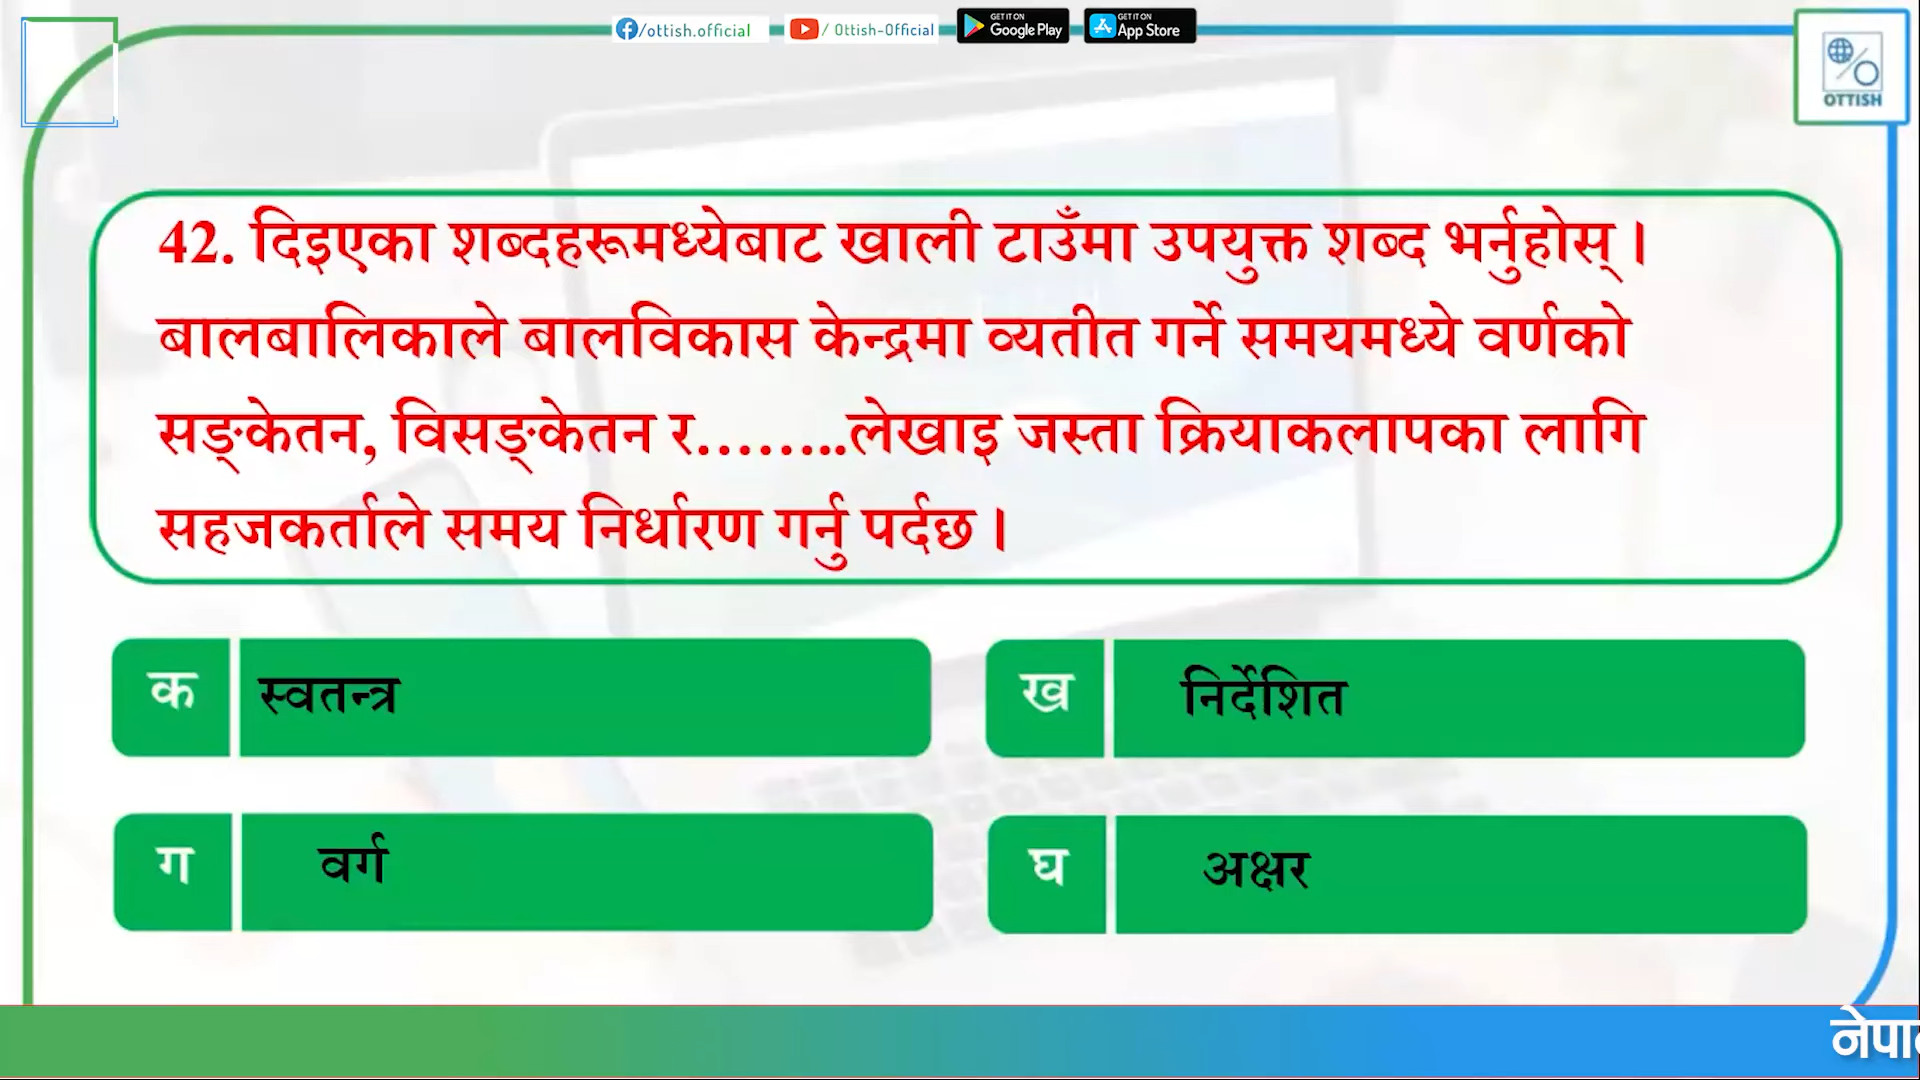 /ottish.official
/ Ottish-Official
GET IT ON
Google Play
GET IT ON
App Store
OTTISH
42. दिइएका शब्दहरूमध्येबाट खाली टाउँमा उपयुक्त शब्द भर्नुहोस् ।
बालबालिकाले बालविकास केन्द्रमा व्यतीत गर्ने समयमध्ये वर्णको
सङ्केतन, विसङ्केतन र........लेखाइ जस्ता क्रियाकलापका लागि
सहजकर्ताले समय निर्धारण गर्नु पर्दछ ।
क स्वतन्त्र
ख निर्देशित
ग वर्ग
घ अक्षर